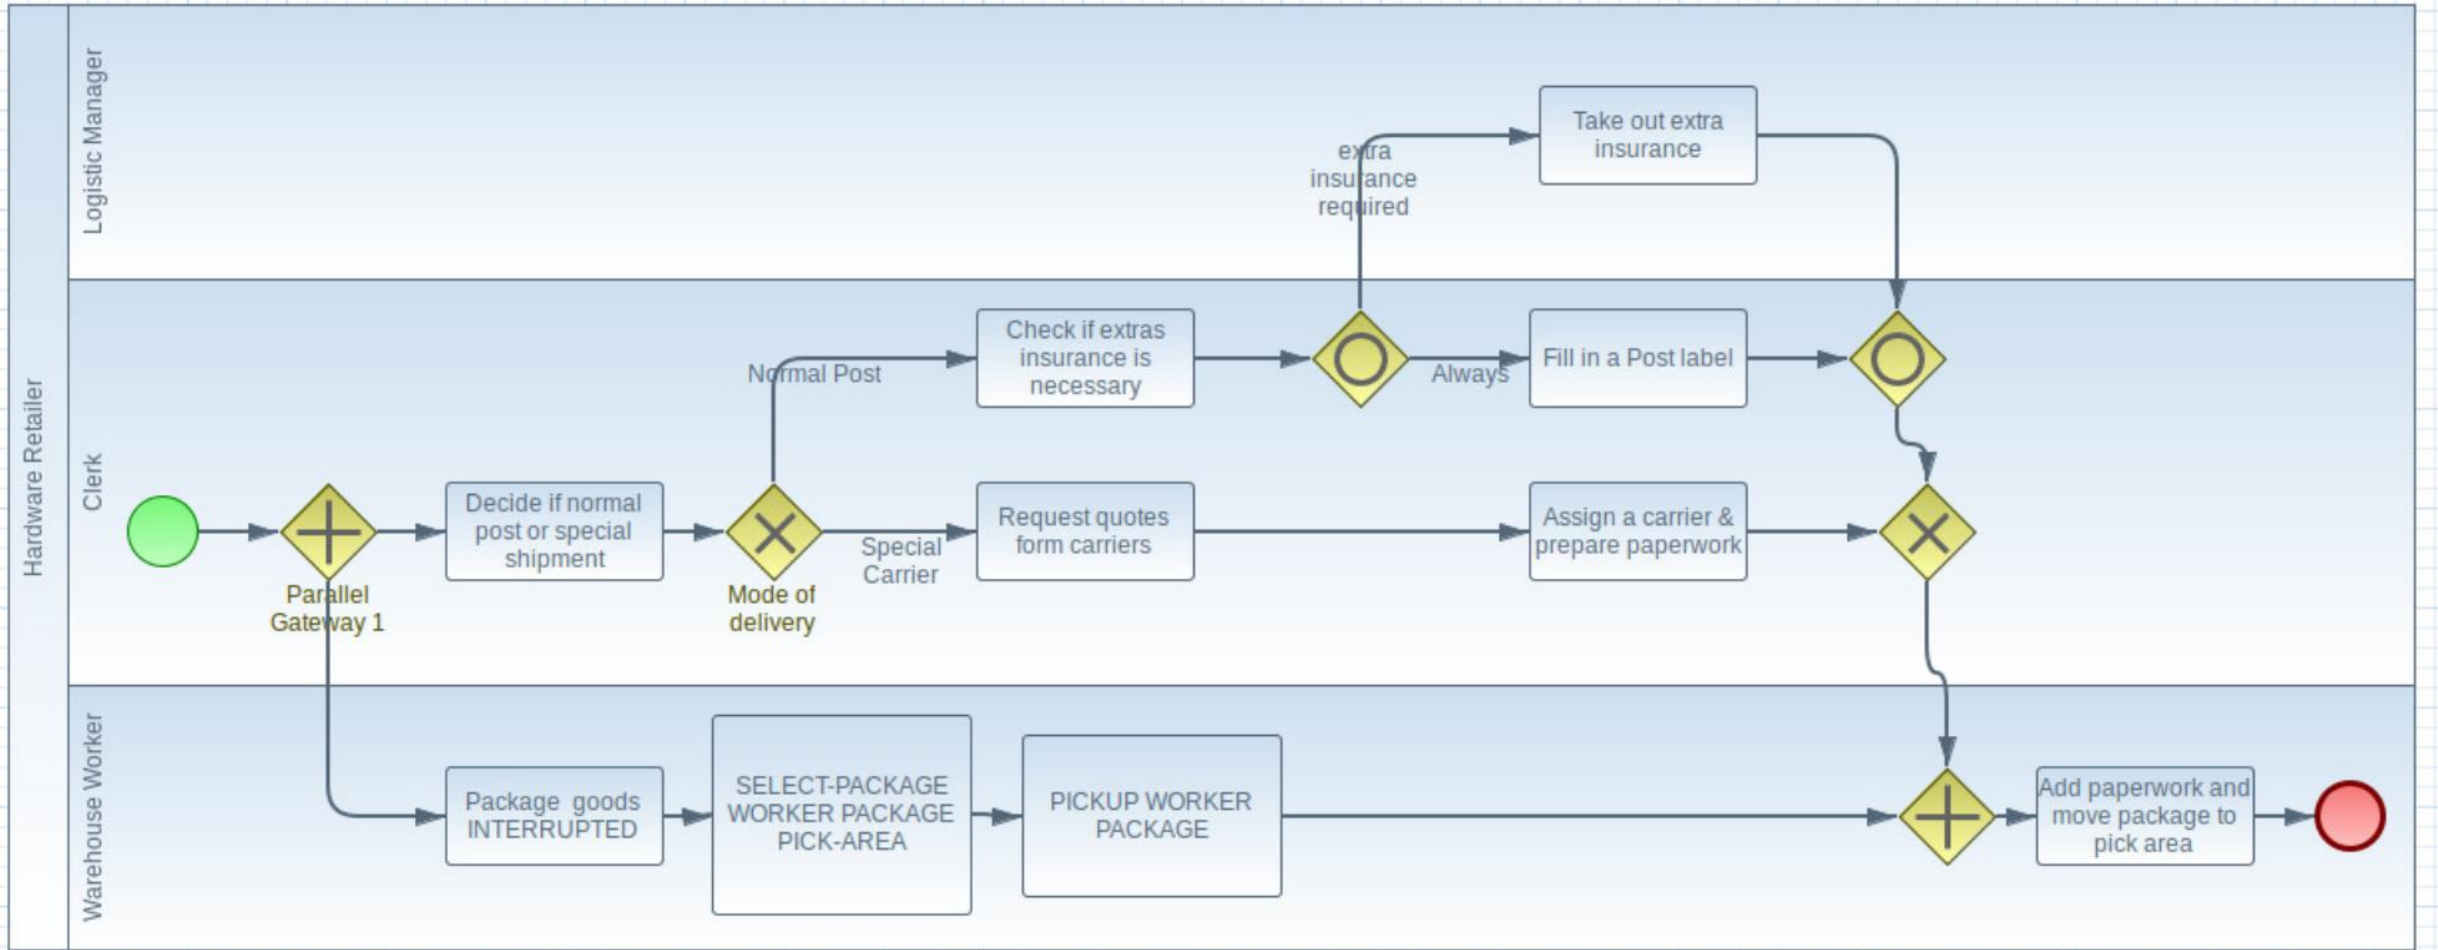 Hardware Retailer
Logistic Manager
extra
insurance
required
Take out extra
insurance
Clerk
Normal Post
Check if extras
insurance is
necessary
Always
Fill in a Post label
Parallel
Gateway 1
Decide if normal
post or special
shipment
Mode of
delivery
Special
Carrier
Request quotes
form carriers
Assign a carrier &
prepare paperwork
Warehouse Worker
Package  goods
INTERRUPTED
SELECT-PACKAGE
WORKER PACKAGE
PICK-AREA
PICKUP WORKER
PACKAGE
Add paperwork and
move package to
pick area